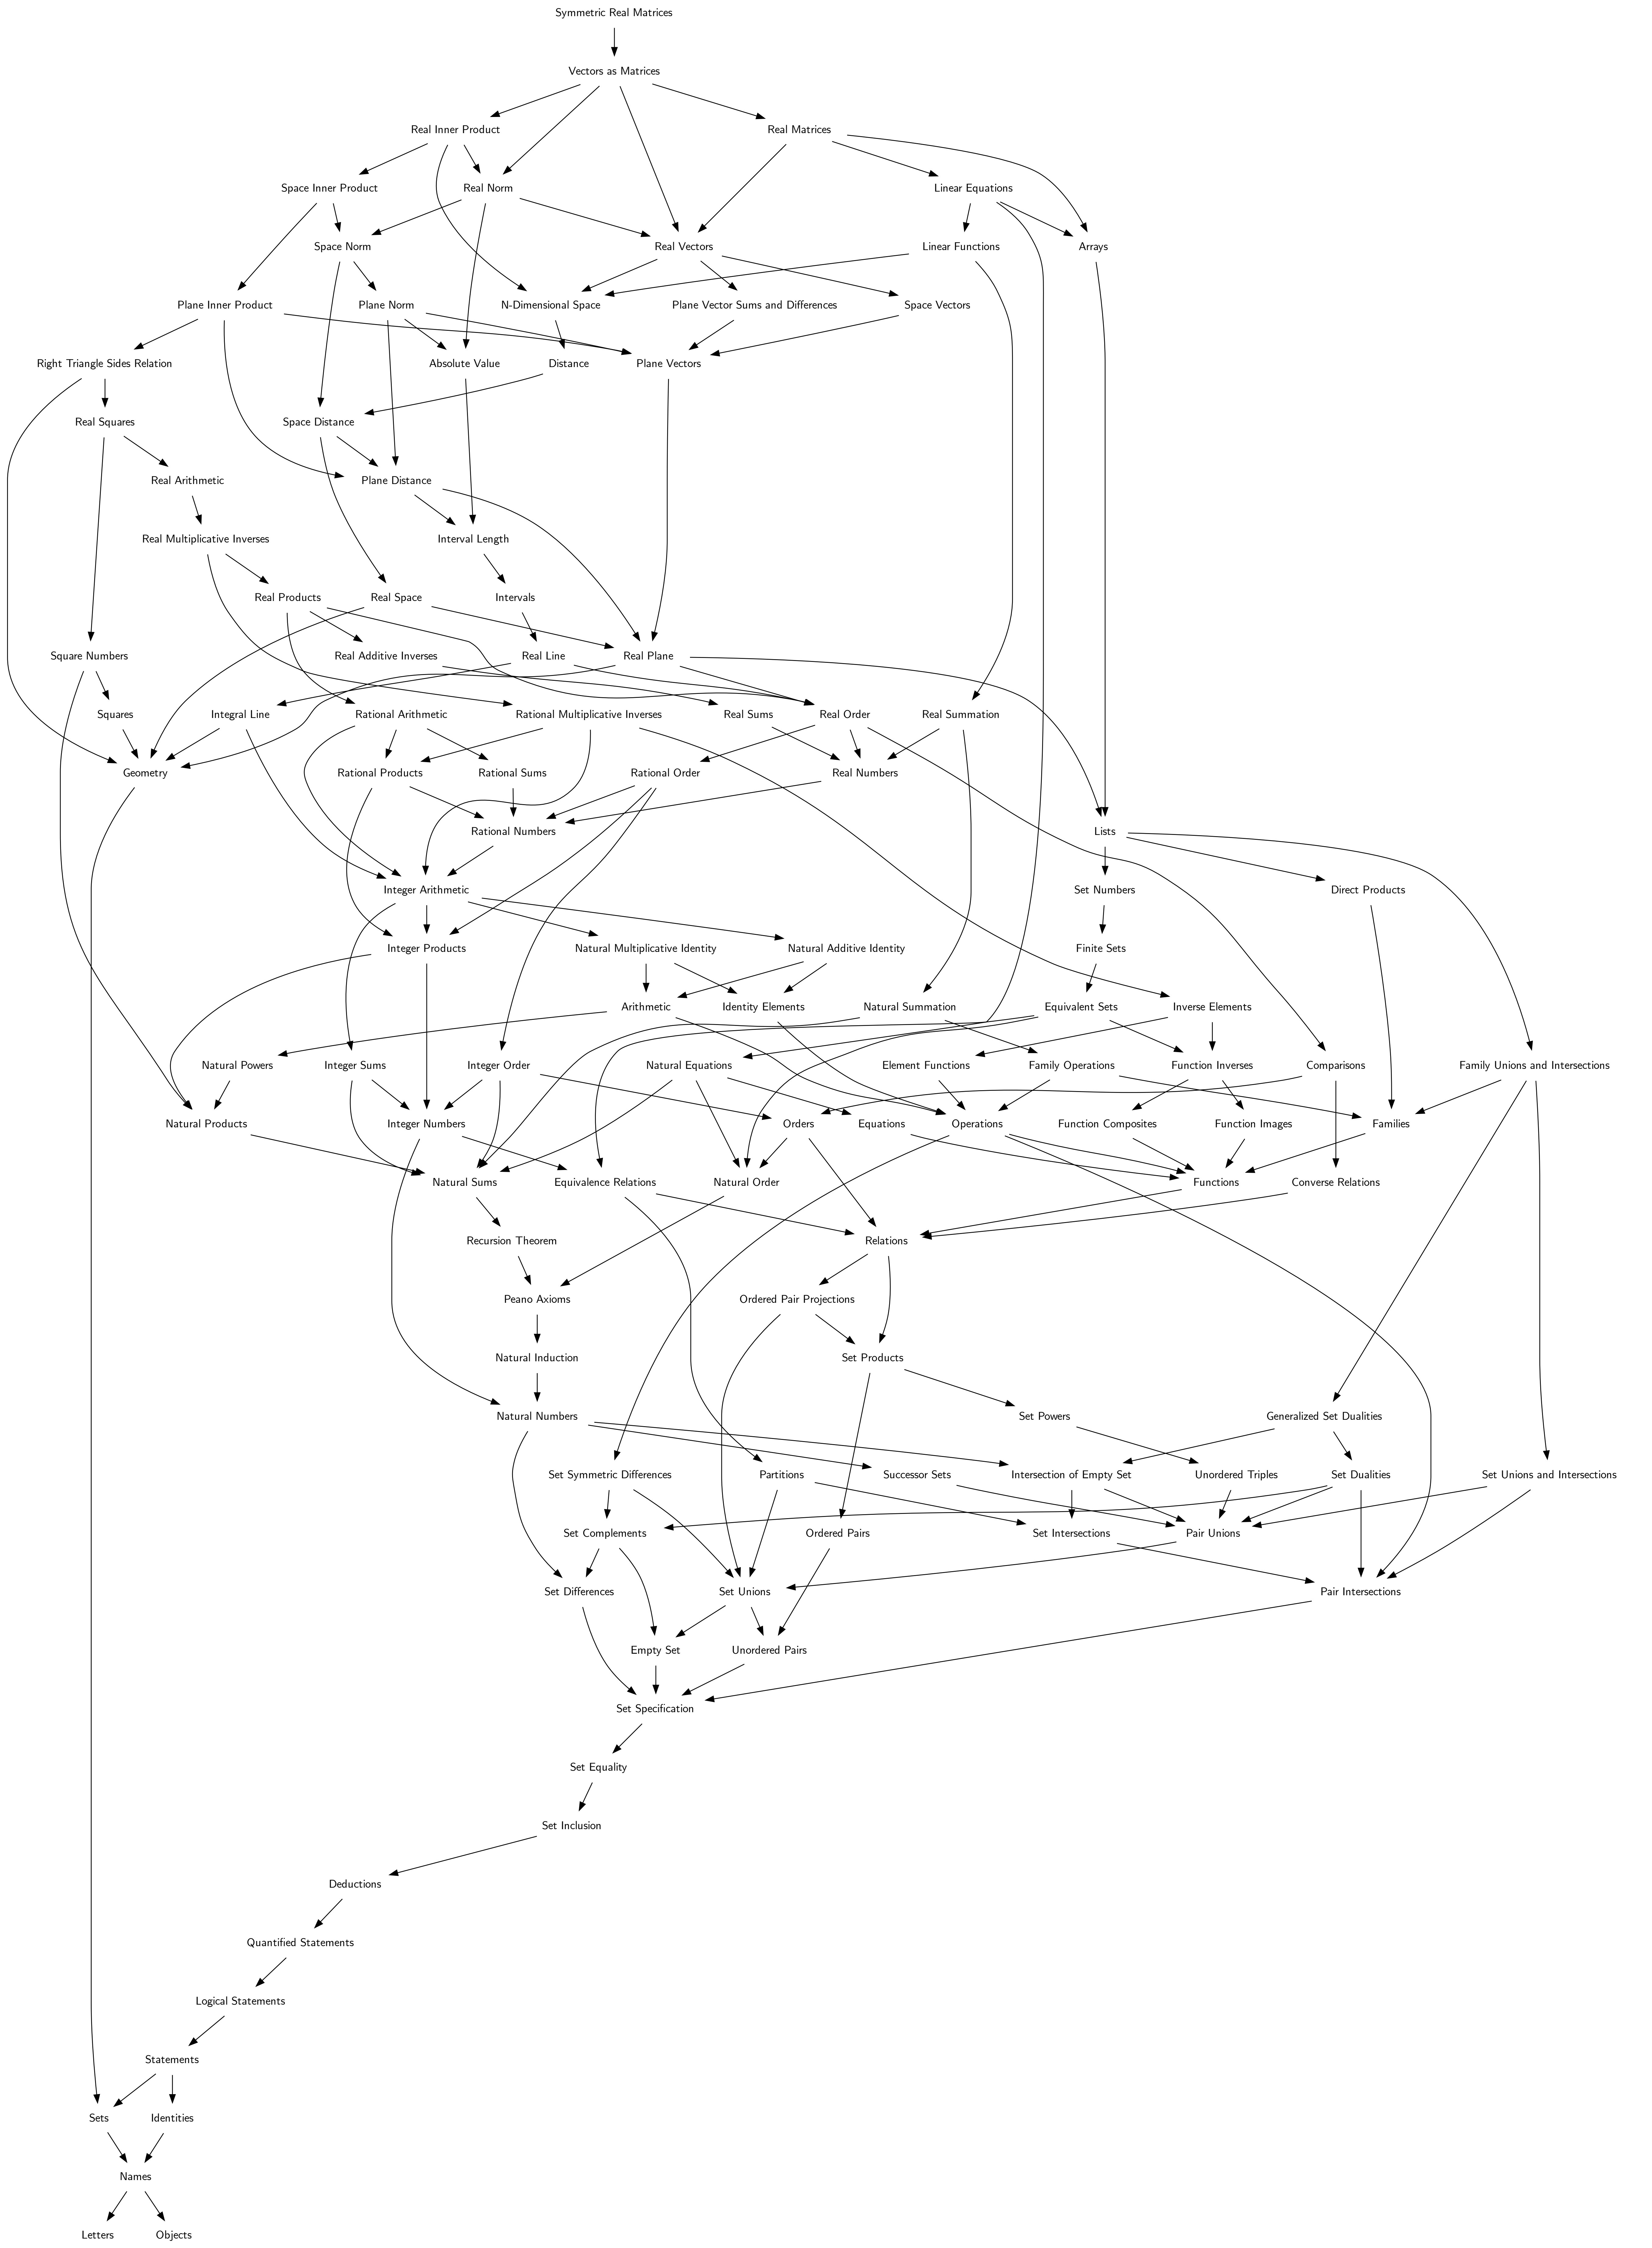 Symmetric Real Matrices
Vectors as Matrices
Real Inner Product
Real Matrices
Space Inner Product
Real Norm
Linear Equations
Space Norm
Real Vectors
Linear Functions
Arrays
Plane Inner Product
Plane Norm
N-Dimensional Space
Plane Vector Sums and Differences
Space Vectors
Right Triangle Sides Relation
Absolute Value
Distance
Plane Vectors
Real Squares
Space Distance
Real Arithmetic
Plane Distance
Real Multiplicative Inverses
Interval Length
Real Products
Real Space
Intervals
Square Numbers
Real Additive Inverses
Real Line
Real Plane
Squares
Integral Line
Rational Arithmetic
Rational Multiplicative Inverses
Real Sums
Real Order
Real Summation
Geometry
Rational Products
Rational Sums
Rational Order
Real Numbers
Rational Numbers
Lists
Integer Arithmetic
Set Numbers
Direct Products
Integer Products
Natural Multiplicative Identity
Natural Additive Identity
Finite Sets
Arithmetic
Identity Elements
Natural Summation
Equivalent Sets
Inverse Elements
Natural Powers
Integer Sums
Integer Order
Natural Equations
Element Functions
Family Operations
Function Inverses
Comparisons
Family Unions and Intersections
Natural Products
Integer Numbers
Orders
Equations
Operations
Function Composites
Function Images
Families
Natural Sums
Equivalence Relations
Natural Order
Functions
Converse Relations
Recursion Theorem
Relations
Peano Axioms
Ordered Pair Projections
Natural Induction
Set Products
Natural Numbers
Set Powers
Generalized Set Dualities
Set Symmetric Differences
Partitions
Successor Sets
Intersection of Empty Set
Unordered Triples
Set Dualities
Set Unions and Intersections
Set Complements
Ordered Pairs
Set Intersections
Pair Unions
Set Differences
Set Unions
Pair Intersections
Empty Set
Unordered Pairs
Set Specification
Set Equality
Set Inclusion
Deductions
Quantified Statements
Logical Statements
Statements
Sets
Identities
Names
Letters
Objects